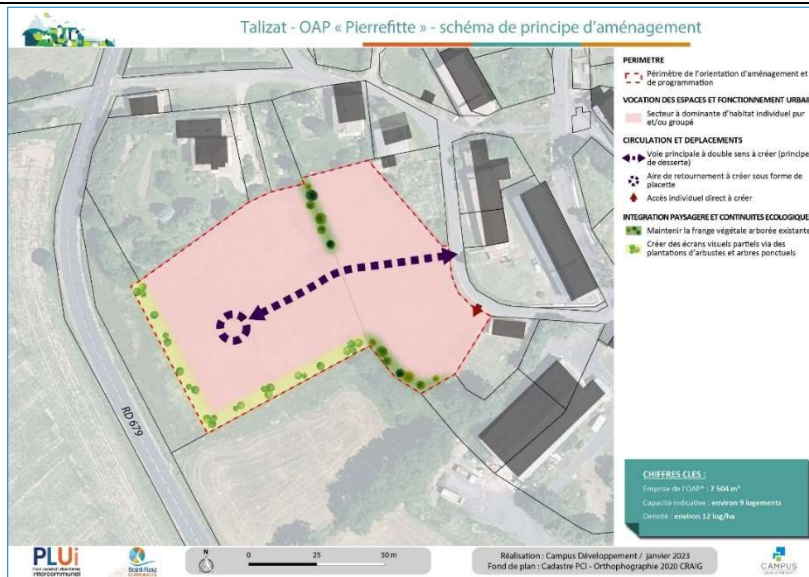 Talizat - OAP « Pierrefitte » - schéma de principe d'aménagement
PERIMETRE
Périmètre de l'orientation d'aménagement et
de programmation
VOCATION DES ESPACES ET FONCTIONNEMENT URBAI
Secteur à dominante d'habitat individuel pur
et/ou groupé
CIRCULATION ET DEPLACEMENTS
Voie principale à double sens à créer (principe
de desserte)
Aire de retournement à créer sous forme de
placette
Accès individuel direct à créer
INTEGRATION PAYSAGERE ET CONTINUITES ECOLOGIQUE
Maintenir la frange végétale arborée existante
Créer des écrans visuels partiels via des
plantations d'arbustes et arbres ponctuels
RD 679
CHIFFRES CLES :
Emprise de l'OAP* : 7 504 m²
Capacité indicative : environ 9 logements
Densité : environ 12 log/ha
PLUi
intercommunal
Saint-Flour
N
0 25 50 m
Réalisation : Campus Développement / janvier 2023
Fond de plan : Cadastre PCI - Orthophographie 2020 CRAIG
CAMPUS